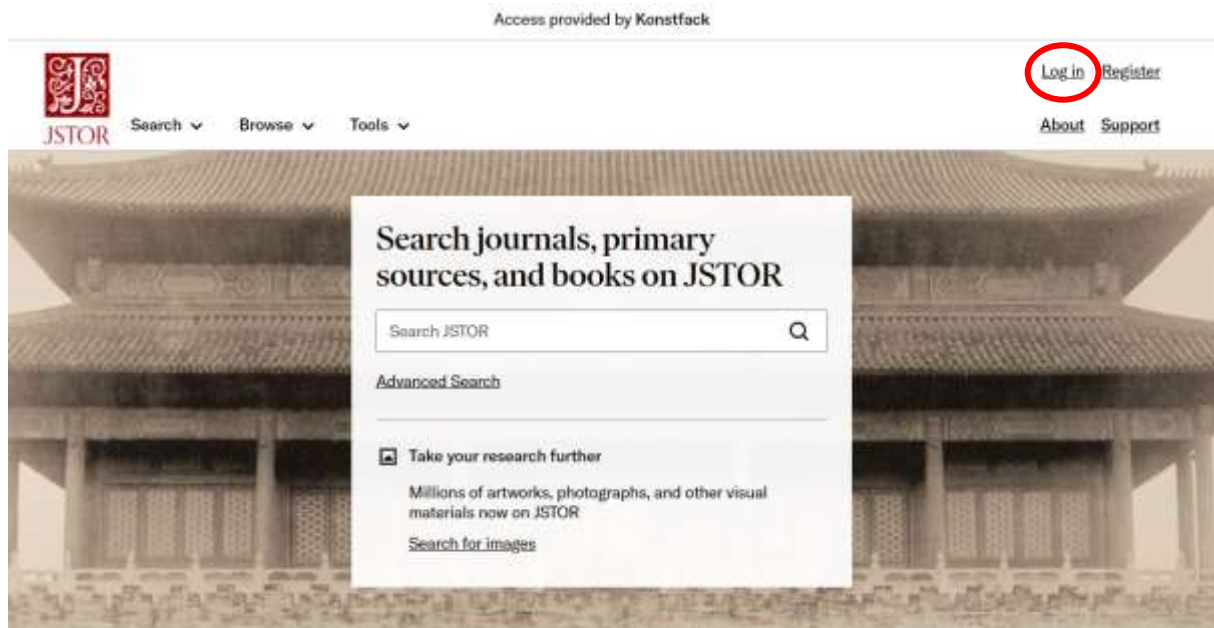 Access provided by Konstfack
Log in Register
JSTOR
Search Browse Tools
About Support
Search journals, primary
sources, and books on JSTOR
Search JSTOR
Advanced Search
Take your research further
Millions of artworks, photographs, and other visual
materials now on JSTOR
Search for images